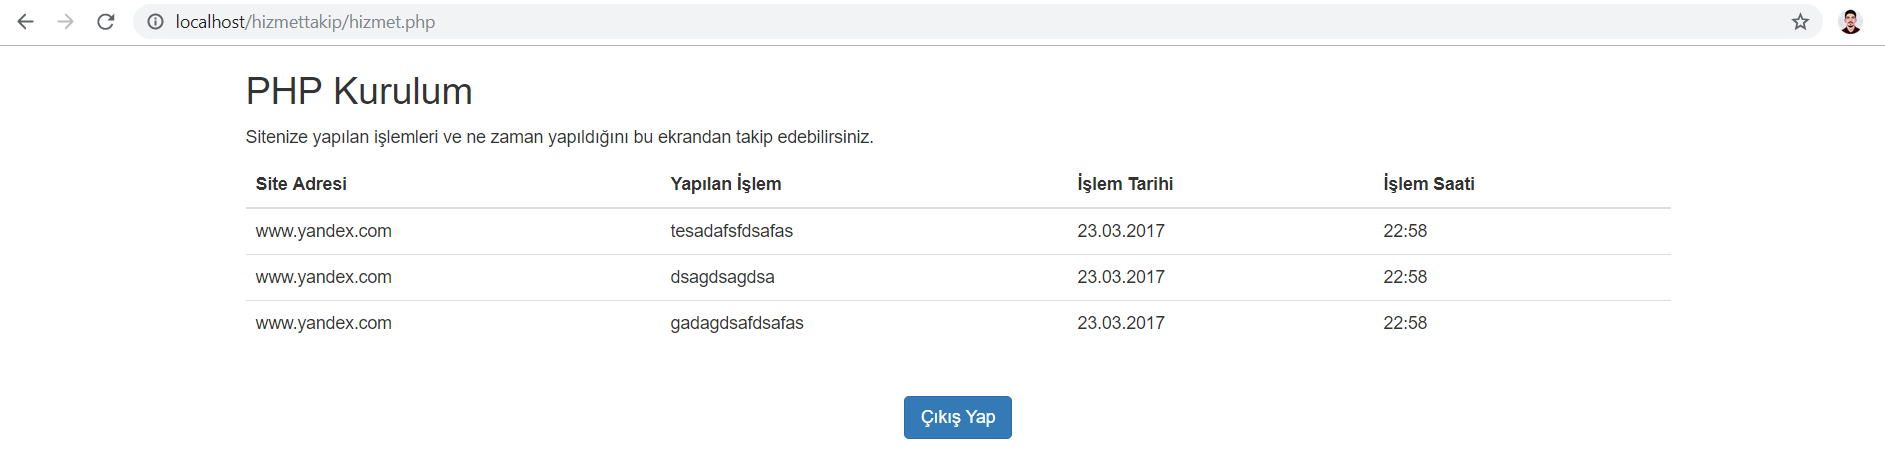 localhost/hizmettakip/hizmet.php
PHP Kurulum
Sitenize yapılan işlemleri ve ne zaman yapıldığını bu ekrandan takip edebilirsiniz.
Site Adresi Yapılan İşlem İşlem Tarihi İşlem Saati
www.yandex.com tesadafsfdsafas 23.03.2017 22:58
www.yandex.com dsagdsagdsa 23.03.2017 22:58
www.yandex.com gadagdsafdsafas 23.03.2017 22:58
Çıkış Yap